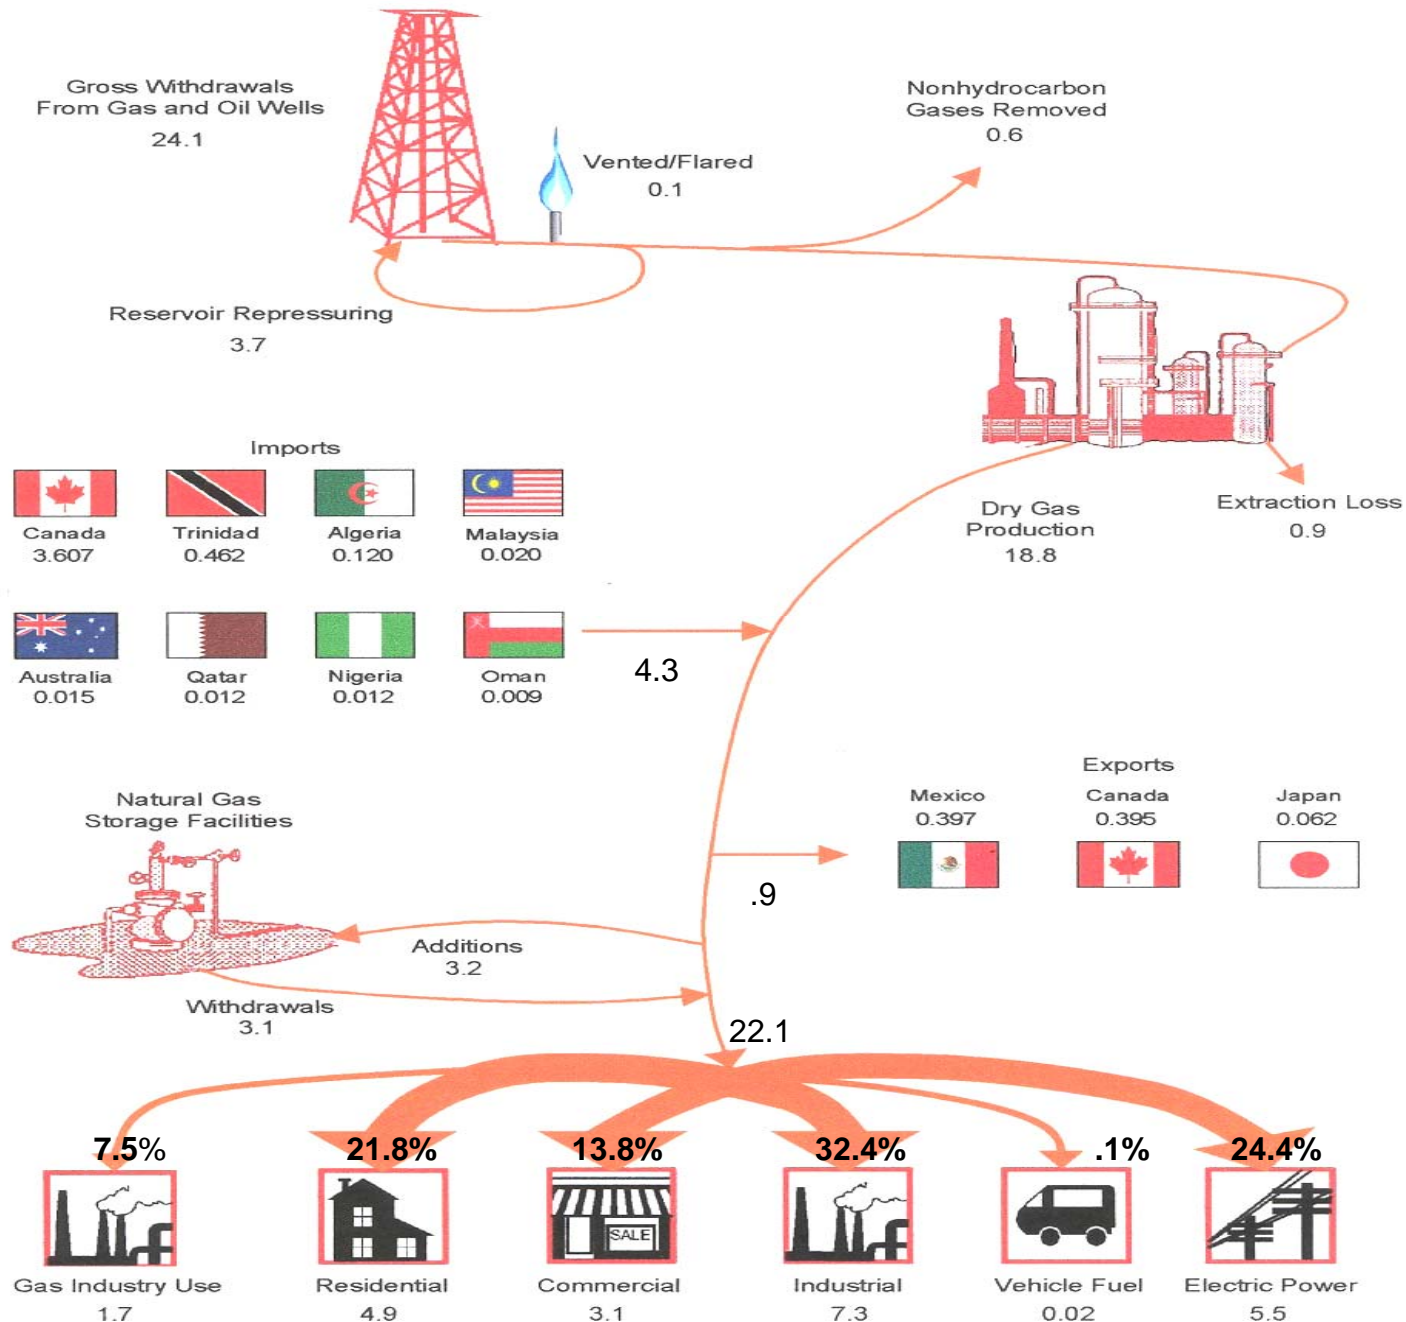 Gross Withdrawals
From Gas and Oil Wells
24.1
Nonhydrocarbon
Gases Removed
0.6
Vented/Flared
0.1
Reservoir Repressuring
3.7
Imports
Canada
3.607
Trinidad
0.462
Algeria
0.120
Malaysia
0.020
Dry Gas
Production
18.8
Extraction Loss
0.9
Australia
0.015
Qatar
0.012
Nigeria
0.012
Oman
0.009
4.3
Exports
Mexico
0.397
Canada
0.395
Japan
0.062
Natural Gas
Storage Facilities
.9
Additions
3.2
Withdrawals
3.1
22.1
7.5%
21.8%
13.8%
32.4%
.1%
24.4%
SALE
Gas Industry Use
1.7
Residential
4.9
Commercial
3.1
Industrial
7.3
Vehicle Fuel
0.02
Electric Power
5.5